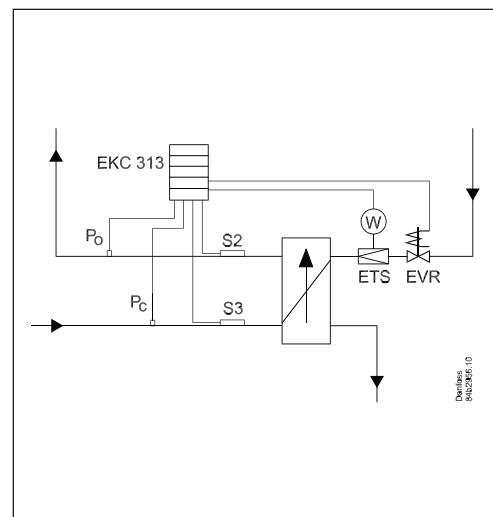 EKC 313
Po
S2
W
ETS
EVR
Pc
S3
Danfoss
84b2956.10